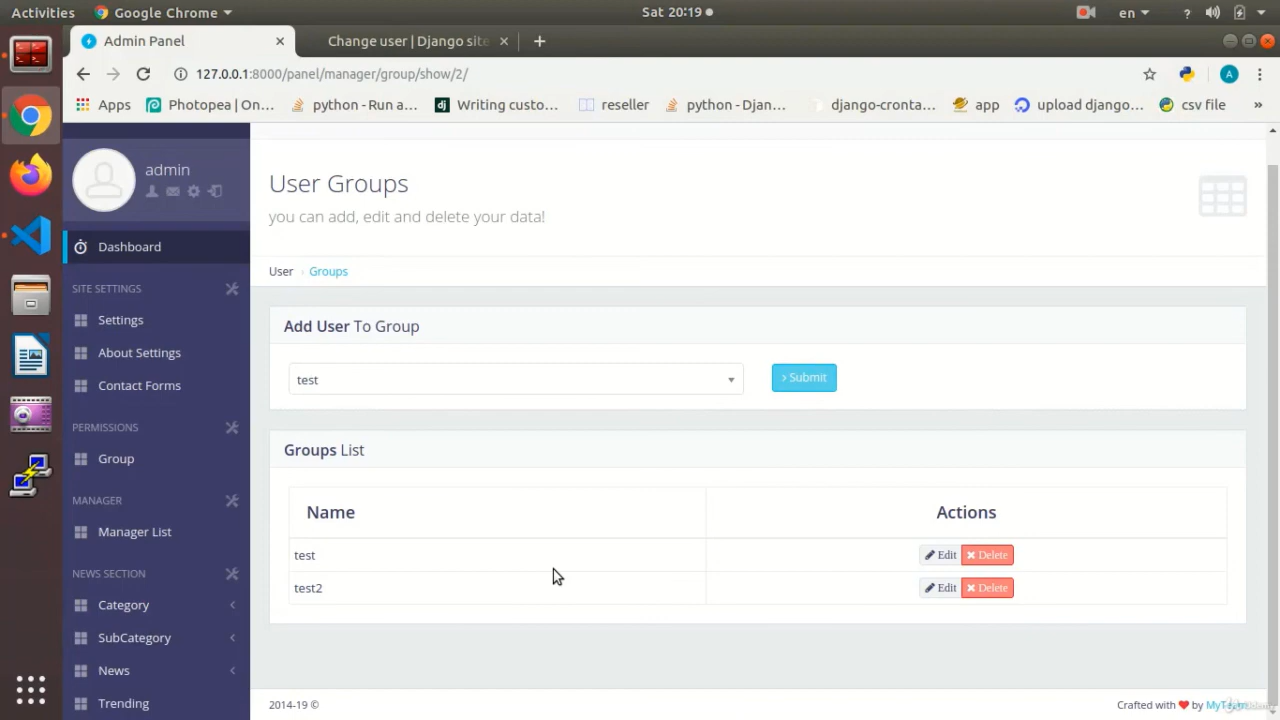 Activities
Google Chrome
Sat 20:19
en
?
Admin Panel
Change user | Django site
127.0.0.1:8000/panel/manager/group/show/2/
A
Apps
Photopea | On...
python - Run a...
dj Writing custo...
reseller
python - Djan...
django-cronta...
app
upload django...
csv file
»
admin
Dashboard
SITE SETTINGS
Settings
About Settings
Contact Forms
PERMISSIONS
Group
MANAGER
Manager List
NEWS SECTION
Category
SubCategory
News
Trending
User Groups
you can add, edit and delete your data!
User
Groups
Add User To Group
test
Submit
Groups List
Name
Actions
test
Edit
Delete
test2
Edit
Delete
2014-19 ©
Crafted with ❤ by